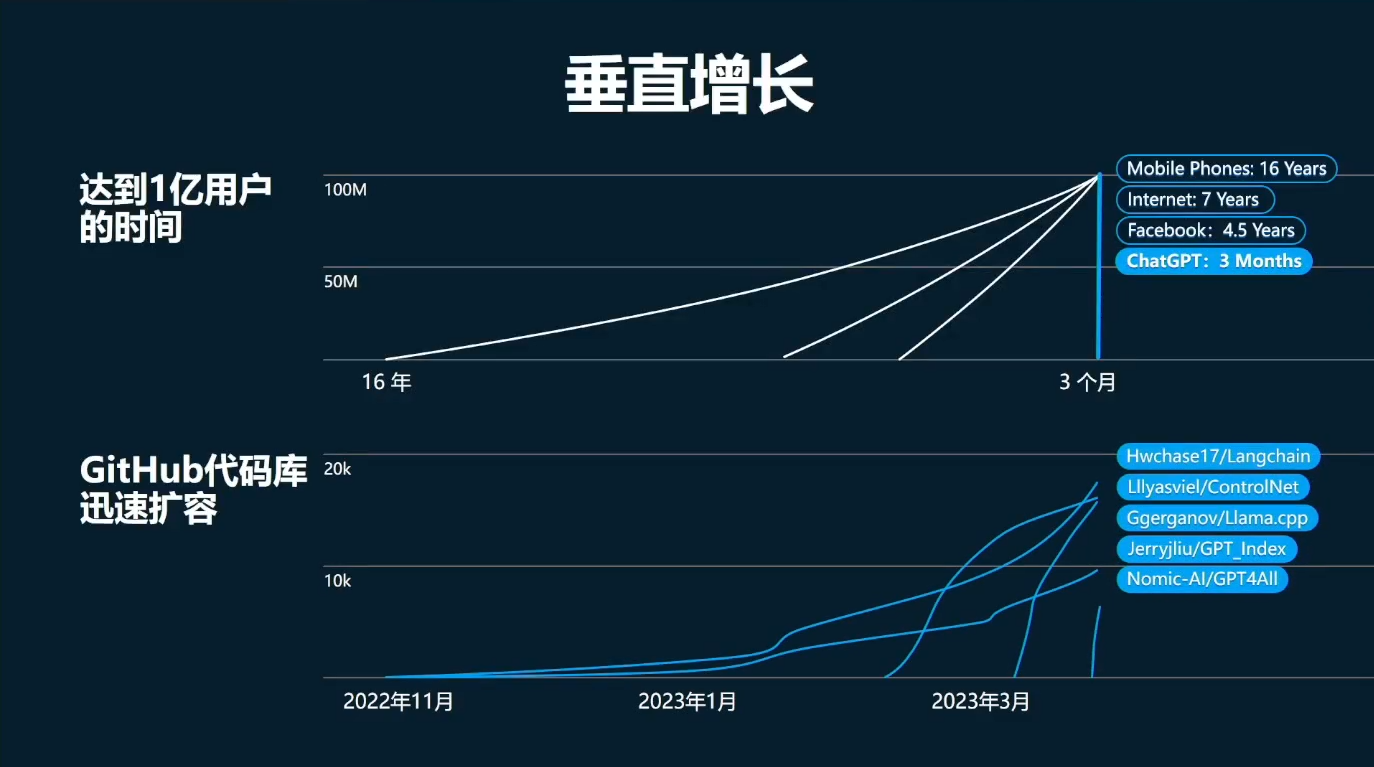 垂直增长
达到1亿用户
的时间
100M
50M
16 年
3 个月
Mobile Phones: 16 Years
Internet: 7 Years
Facebook：4.5 Years
ChatGPT：3 Months
GitHub代码库
迅速扩容
20k
10k
2022年11月
2023年1月
2023年3月
Hwchase17/Langchain
Lllyasviel/ControlNet
Ggerganov/Llama.cpp
Jerryjliu/GPT_Index
Nomic-AI/GPT4All